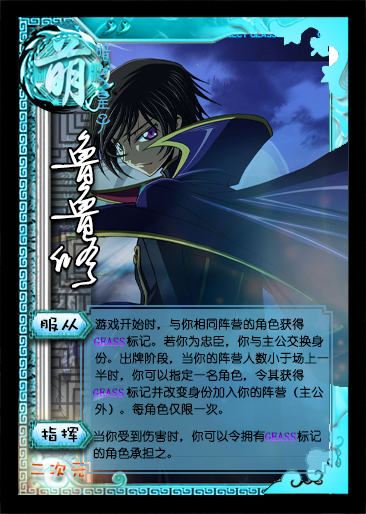 萌
鲁鲁修
服从
游戏开始时，与你相同阵营的角色获得
GEASS标记。若你为忠臣，你与主公交换身
份。出牌阶段，当你的阵营人数小于场上一
半时，你可以指定一名角色，令其获得
GEASS标记并改变身份加入你的阵营（主公
外）。每角色仅限一次。
指挥
当你受到伤害时，你可以令拥有GEASS标记
的角色承担之。
二次元